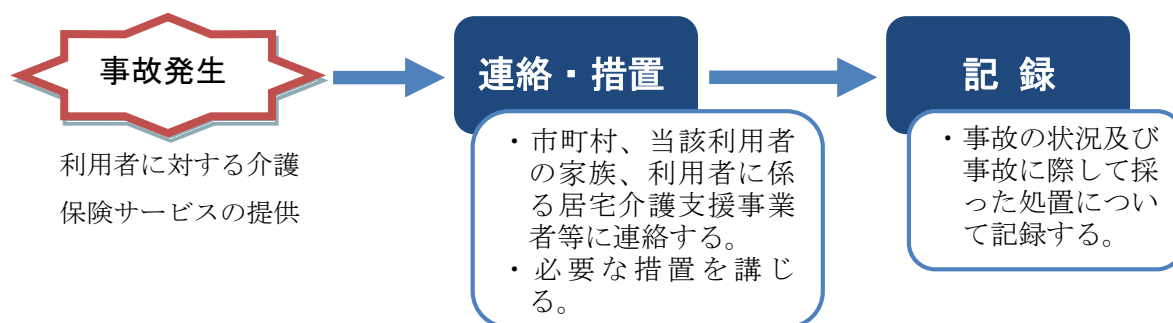 事故発生
利用者に対する介護
保険サービスの提供
連絡・措置
・市町村、当該利用者
の家族、利用者に係
る居宅介護支援事業
者等に連絡する。
・必要な措置を講じ
る。
記 録
・事故の状況及び
事故に際して採
った処置につい
て記録する。